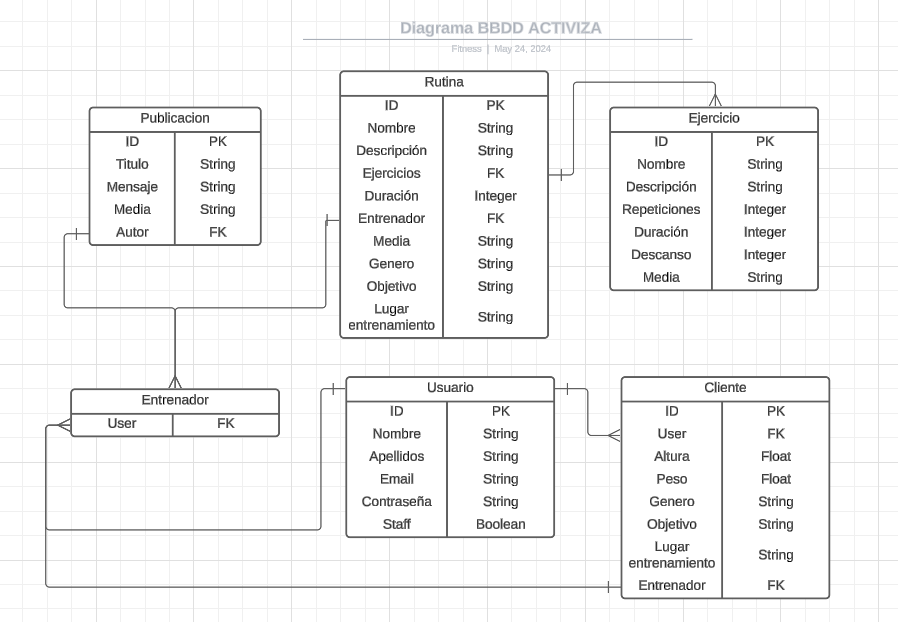 Diagrama BBDD ACTIVIZA
Fitness | May 24, 2024
Publicacion
ID PK
Titulo String
Mensaje String
Media String
Autor FK
Rutina
ID PK
Nombre String
Descripción String
Ejercicios FK
Duración Integer
Entrenador FK
Media String
Genero String
Objetivo String
Lugar
entrenamiento String
Ejercicio
ID PK
Nombre String
Descripción String
Repeticiones Integer
Duración Integer
Descanso Integer
Media String
Entrenador
User FK
Usuario
ID PK
Nombre String
Apellidos String
Email String
Contraseña String
Staff Boolean
Cliente
ID PK
User FK
Altura Float
Peso Float
Genero String
Objetivo String
Lugar
entrenamiento String
Entrenador FK